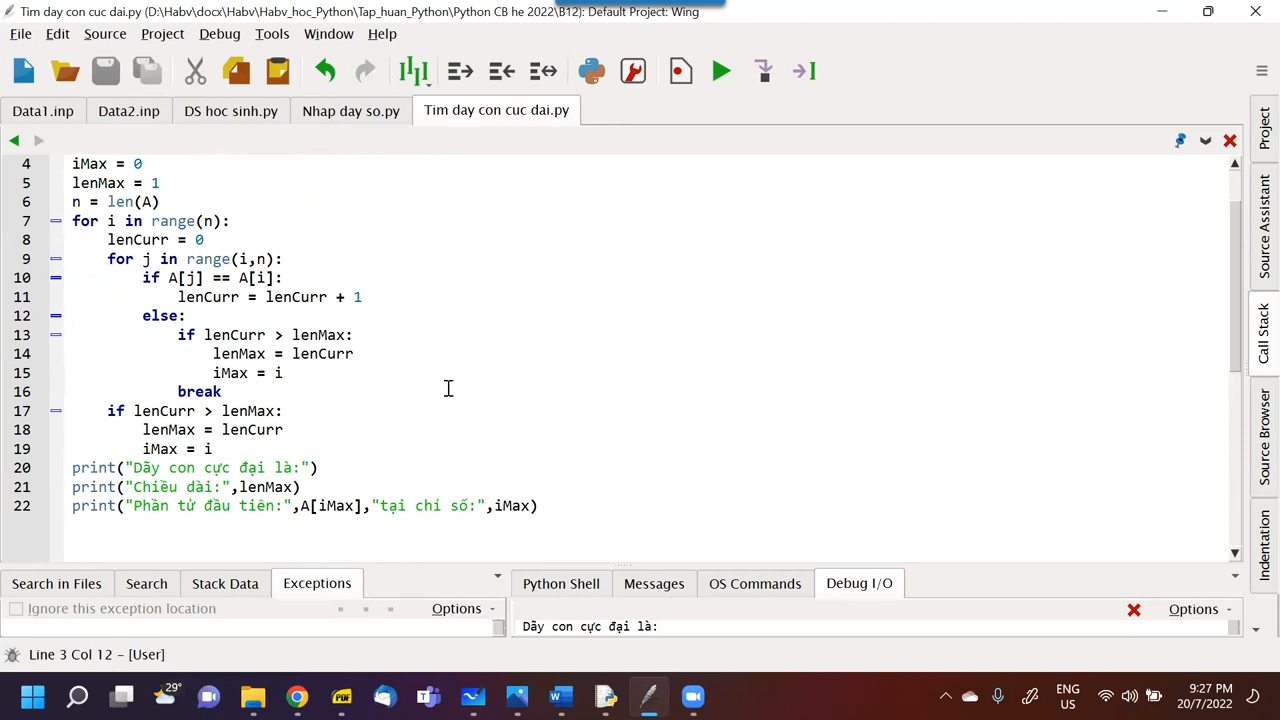 Tim day con cuc dai.py (D:\Habv\docx\Habv\Habv_hoc_Python\Tap_huan_Python\Python CB he 2022\B12): Default Project: Wing
File Edit Source Project Debug Tools Window Help
Data1.inp Data2.inp DS hoc sinh.py Nhap day so.py Tim day con cuc dai.py
4 iMax = 0
5 lenMax = 1
6 n = len(A)
7 for i in range(n):
8 lenCurr = 0
9 for j in range(i,n):
10 if A[j] == A[i]:
11 lenCurr = lenCurr + 1
12 else:
13 if lenCurr > lenMax:
14 lenMax = lenCurr
15 iMax = i
16 break
17 if lenCurr > lenMax:
18 lenMax = lenCurr
19 iMax = i
20 print("Dãy con cực đại là:")
21 print("Chiều dài:",lenMax)
22 print("Phần tử đầu tiên:",A[iMax],"tại chỉ số:",iMax)
Project
Source Assistant
Call Stack
Source Browser
Indentation
Search in Files Search Stack Data Exceptions Python Shell Messages OS Commands Debug I/O
Ignore this exception location Options Options
Dãy con cực đại là:
Line 3 Col 12 – [User]
29°
ENG
US
9:27 PM
20/7/2022